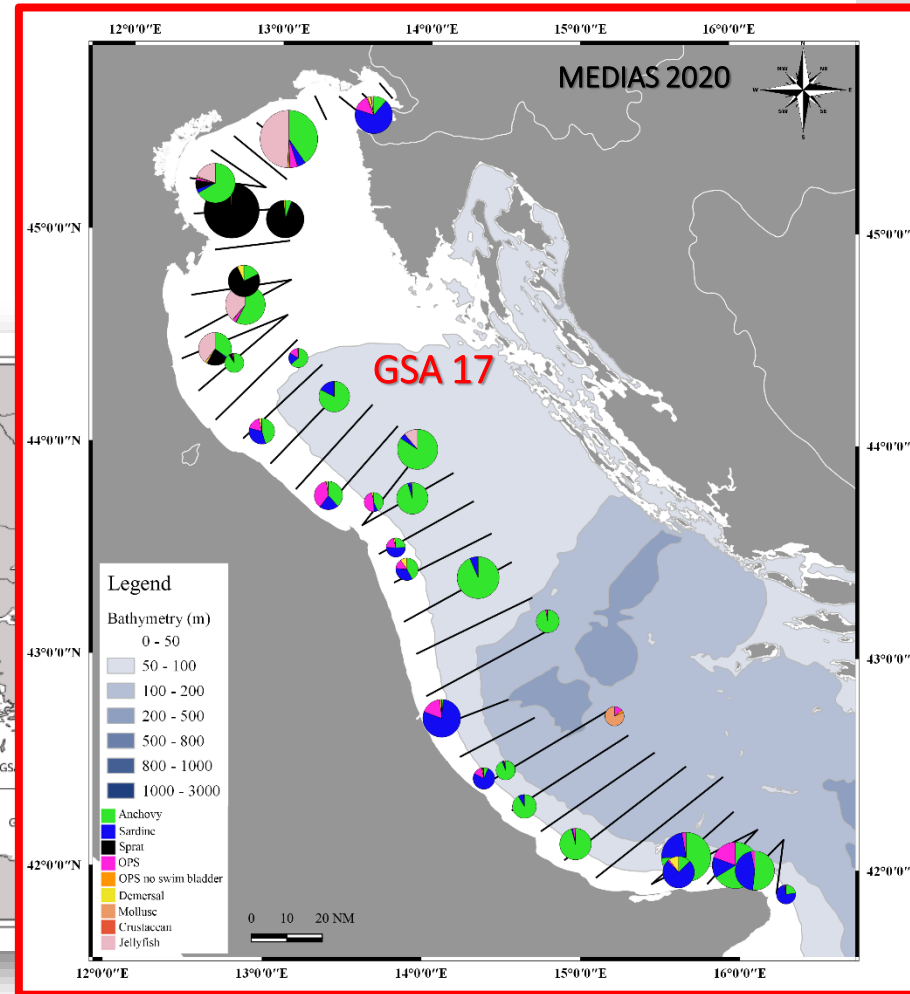 12°0'0"E 13°0'0"E 14°0'0"E 15°0'0"E 16°0'0"E
MEDIAS 2020
N
NW NE
W E
SW SE
S
45°0'0"N 45°0'0"N
GSA 17
44°0'0"N 44°0'0"N
43°0'0"N 43°0'0"N
42°0'0"N 42°0'0"N
Legend
Bathymetry (m)
0 - 50
50 - 100
100 - 200
200 - 500
500 - 800
800 - 1000
1000 - 3000
Anchovy
Sardine
Sprat
OPS
OPS no swim bladder
Demersal
Mollusc
Crustacean
Jellyfish
0 10 20 NM
12°0'0"E 13°0'0"E 14°0'0"E 15°0'0"E 16°0'0"E